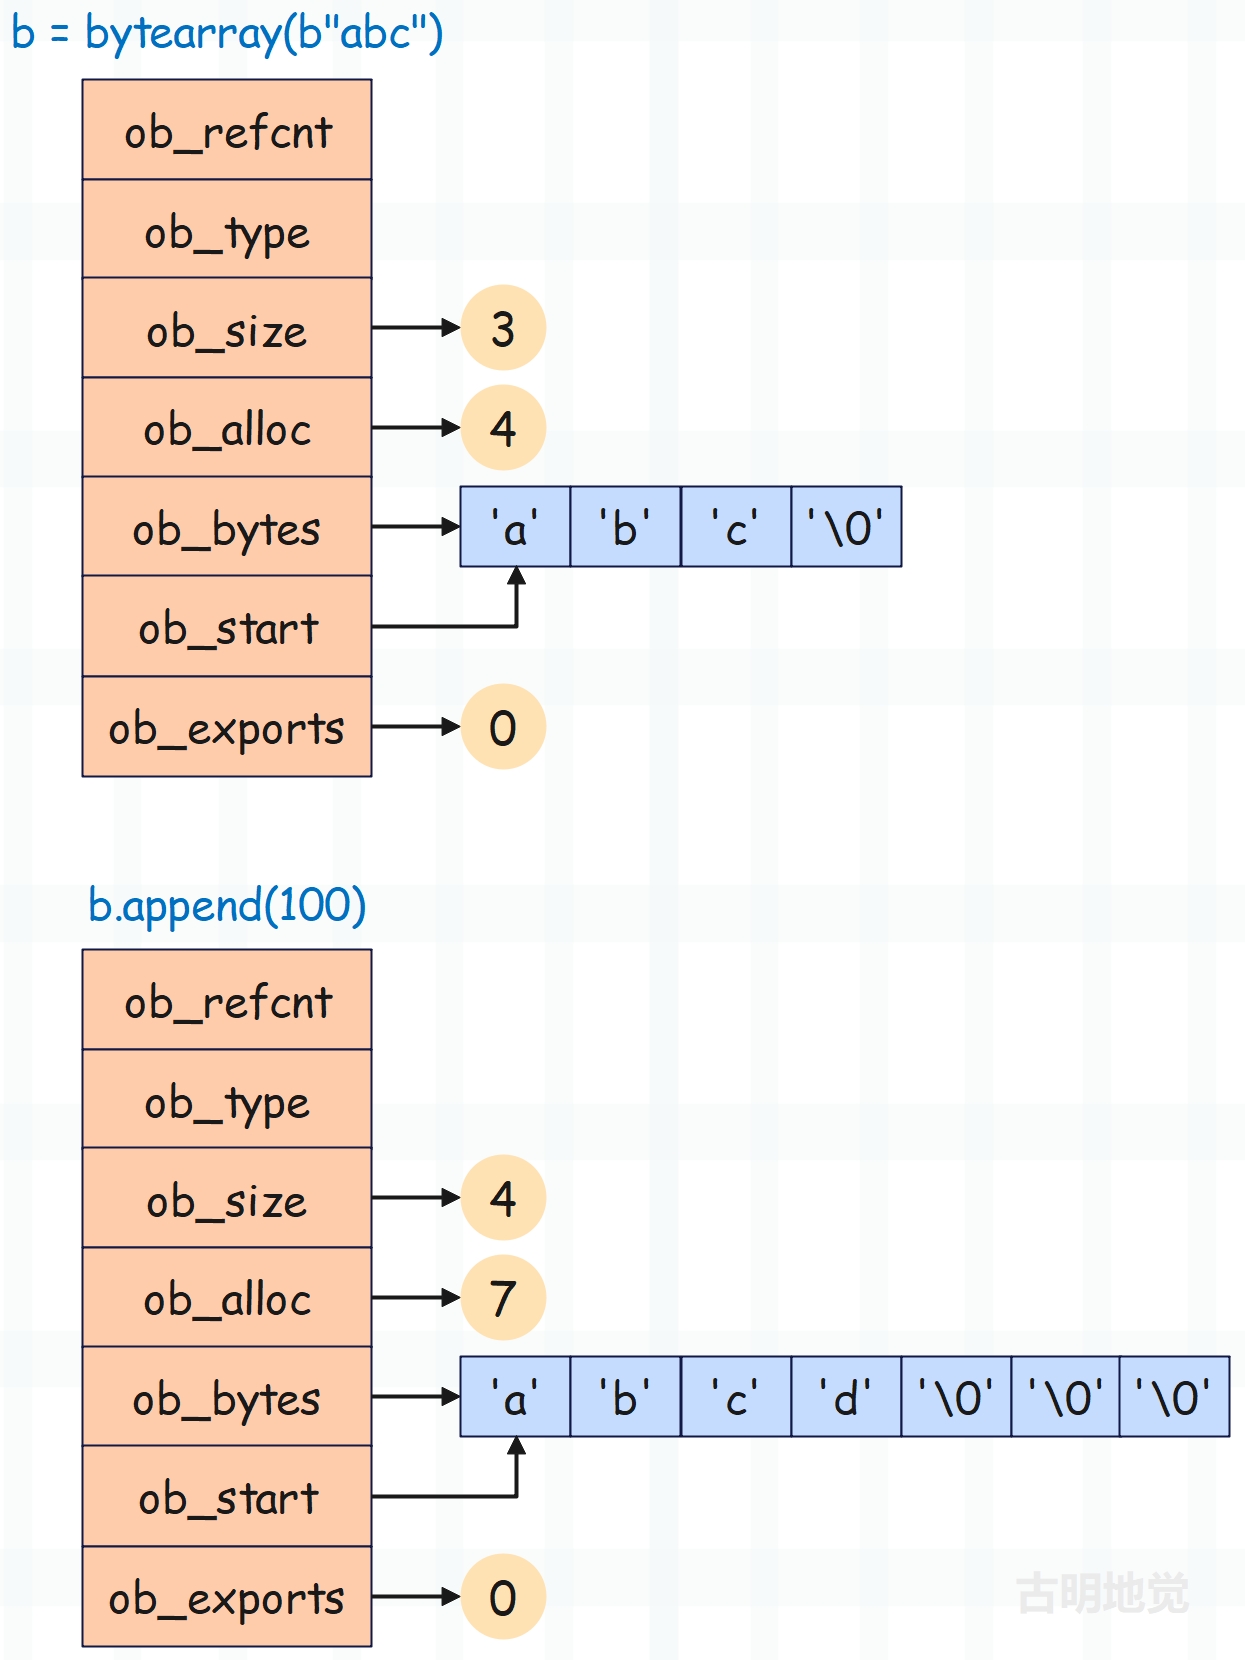 b = bytearray(b"abc")
ob_refcnt
ob_type
ob_size 3
ob_alloc 4
ob_bytes 'a' 'b' 'c' '\0'
ob_start
ob_exports 0
b.append(100)
ob_refcnt
ob_type
ob_size 4
ob_alloc 7
ob_bytes 'a' 'b' 'c' 'd' '\0' '\0' '\0'
ob_start
ob_exports 0
古明地觉